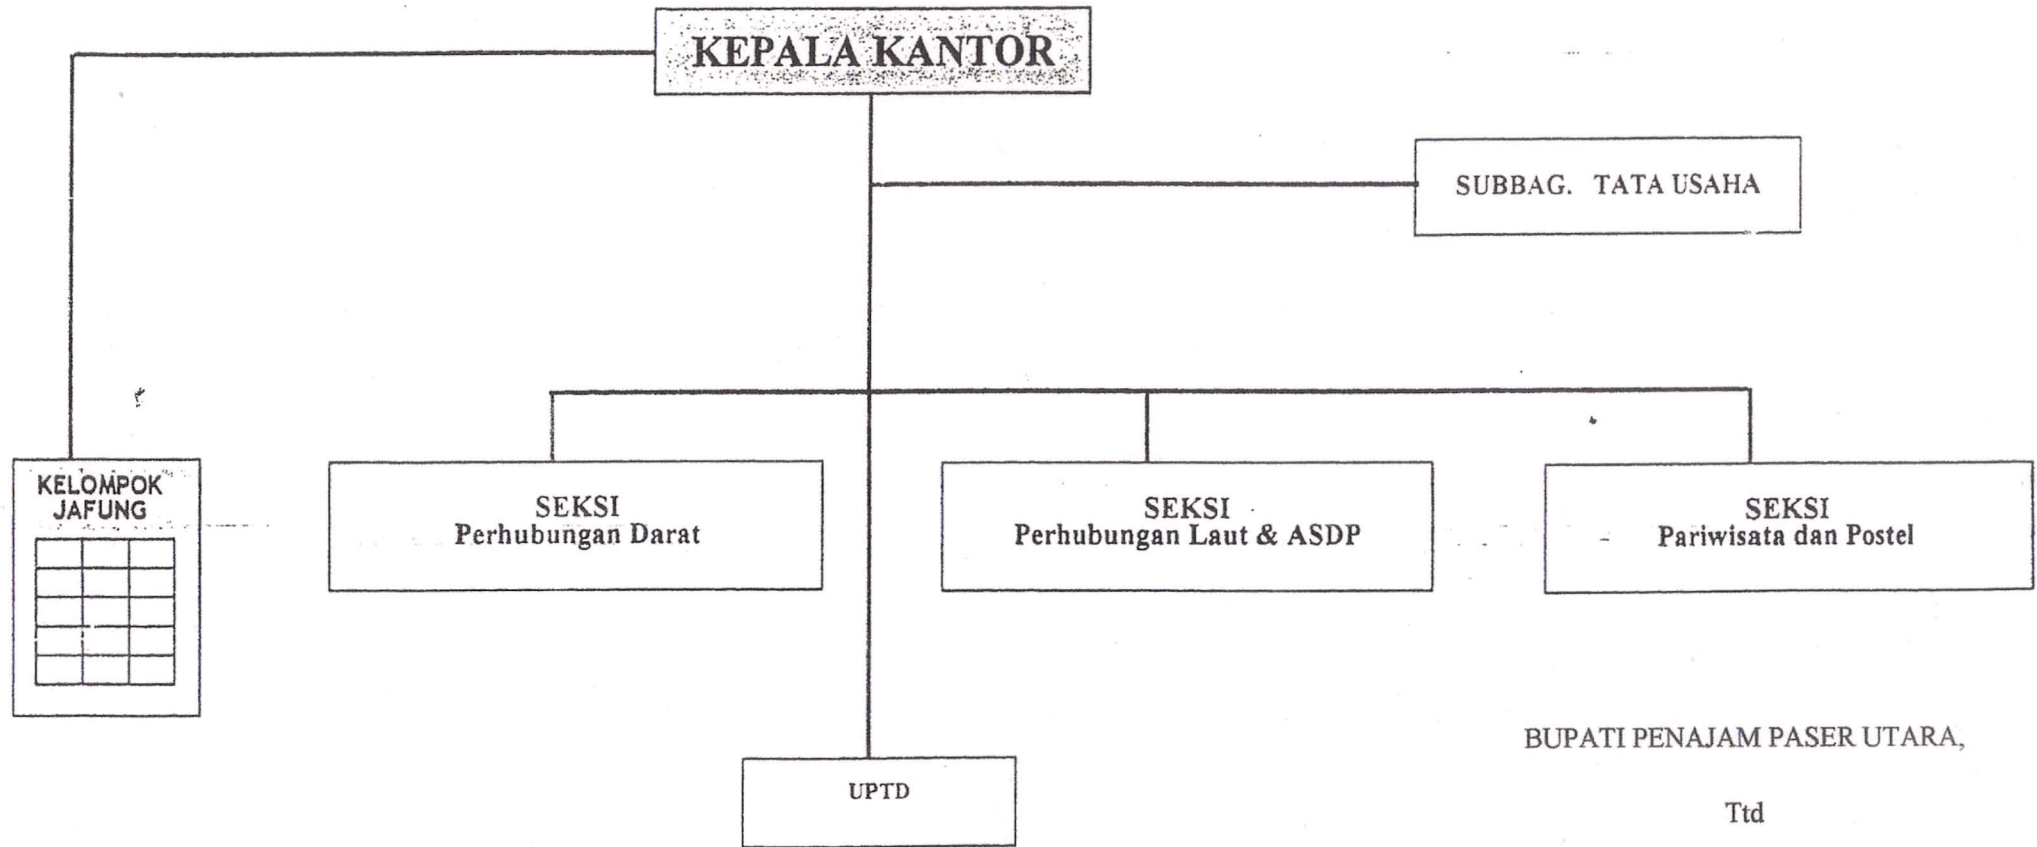 KEPALA KANTOR
SUBBAG. TATA USAHA
KELOMPOK
JAFUNG
SEKSI
Perhubungan Darat
SEKSI
Perhubungan Laut & ASDP
SEKSI
Pariwisata dan Postel
UPTD
BUPATI PENAJAM PASER UTARA,
Ttd